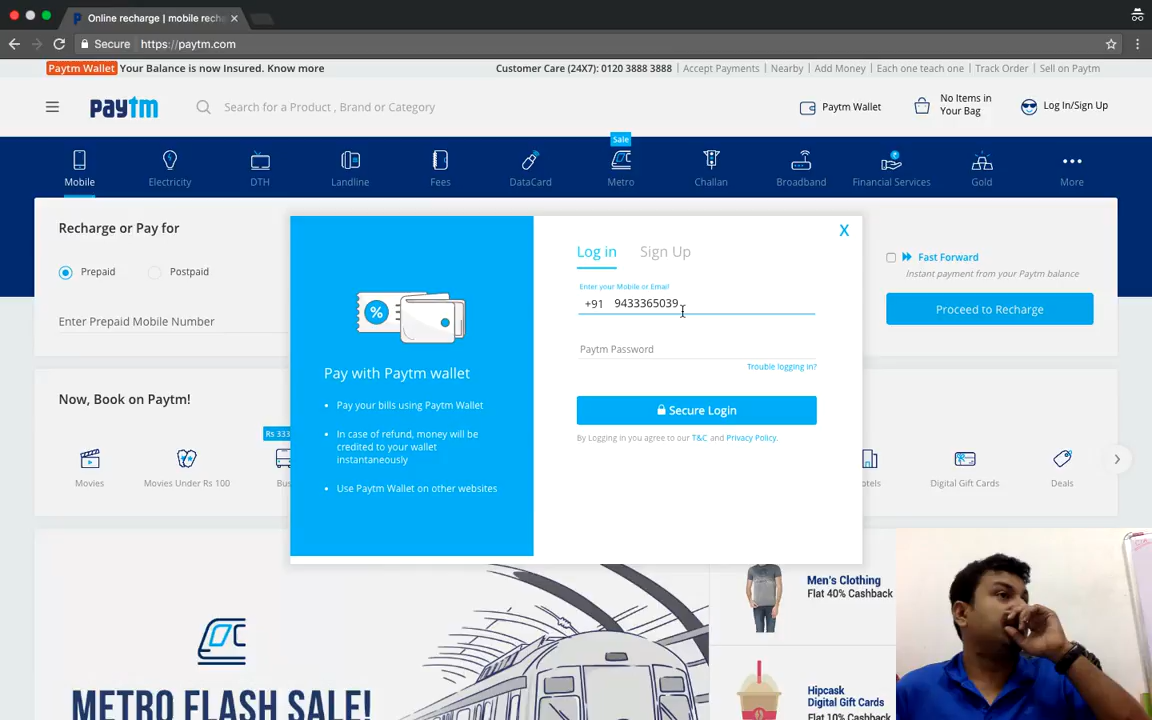 Online recharge | mobile rech
Secure https://paytm.com
Paytm Wallet Your Balance is now Insured. Know more
Customer Care (24X7): 0120 3888 3888 Accept Payments Nearby Add Money Each one teach one Track Order Sell on Paytm
paytm
Search for a Product , Brand or Category
Paytm Wallet
No Items in
Your Bag
Log In/Sign Up
Sale
Mobile Electricity DTH Landline Fees DataCard Metro Challan Broadband Financial Services Gold More
Recharge or Pay for
Prepaid Postpaid
Enter Prepaid Mobile Number
Fast Forward
Instant payment from your Paytm balance
Proceed to Recharge
X
Log in Sign Up
Enter your Mobile or Email
+91 9433365039
Paytm Password
Trouble logging in?
Secure Login
By Logging in you agree to our T&C and Privacy Policy.
%
Pay with Paytm wallet
Pay your bills using Paytm Wallet
In case of refund, money will be
credited to your wallet
instantaneously
Use Paytm Wallet on other websites
Now, Book on Paytm!
Rs 333
Movies Movies Under Rs 100
Digital Gift Cards Deals
METRO FLASH SALE!
Men's Clothing
Flat 40% Cashback
Hipcask
Digital Gift Cards
Flat 10% Cashback